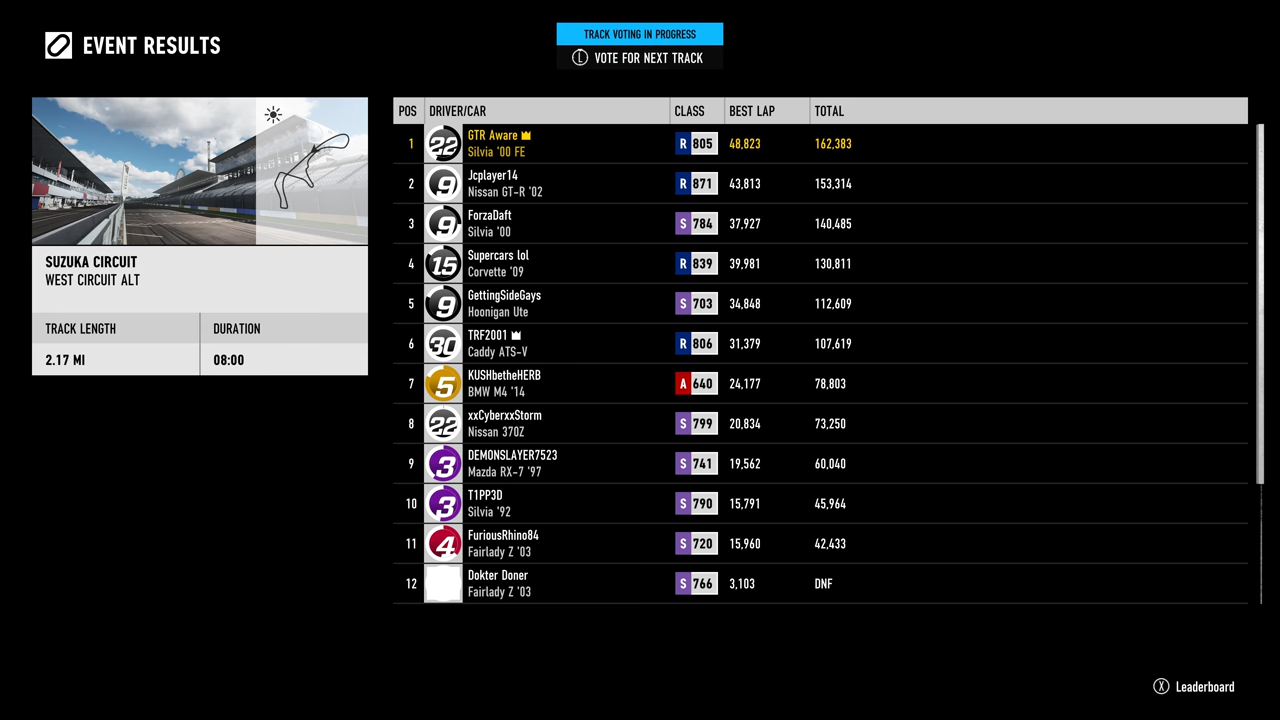 EVENT RESULTS
TRACK VOTING IN PROGRESS
L VOTE FOR NEXT TRACK
SUZUKA CIRCUIT
WEST CIRCUIT ALT
TRACK LENGTH DURATION
2.17 MI 08:00
POS DRIVER/CAR CLASS BEST LAP TOTAL
1 22 GTR Aware R 805 48,823 162,383
Silvia '00 FE
2 9 Jcplayer14 R 871 43,813 153,314
Nissan GT-R '02
3 9 ForzaDaft S 784 37,927 140,485
Silvia '00
4 15 Supercars lol R 839 39,981 130,811
Corvette '09
5 9 GettingSideGays S 703 34,848 112,609
Hoonigan Ute
6 30 TRF2001 R 806 31,379 107,619
Caddy ATS-V
7 5 KUSHbetheHERB A 640 24,177 78,803
BMW M4 '14
8 22 xxCyberxxStorm S 799 20,834 73,250
Nissan 370Z
9 3 DEMONSLAYER7523 S 741 19,562 60,040
Mazda RX-7 '97
10 3 T1PP3D S 790 15,791 45,964
Silvia '92
11 4 FuriousRhino84 S 720 15,960 42,433
Fairlady Z '03
12 Dokter Doner S 766 3,103 DNF
Fairlady Z '03
X Leaderboard